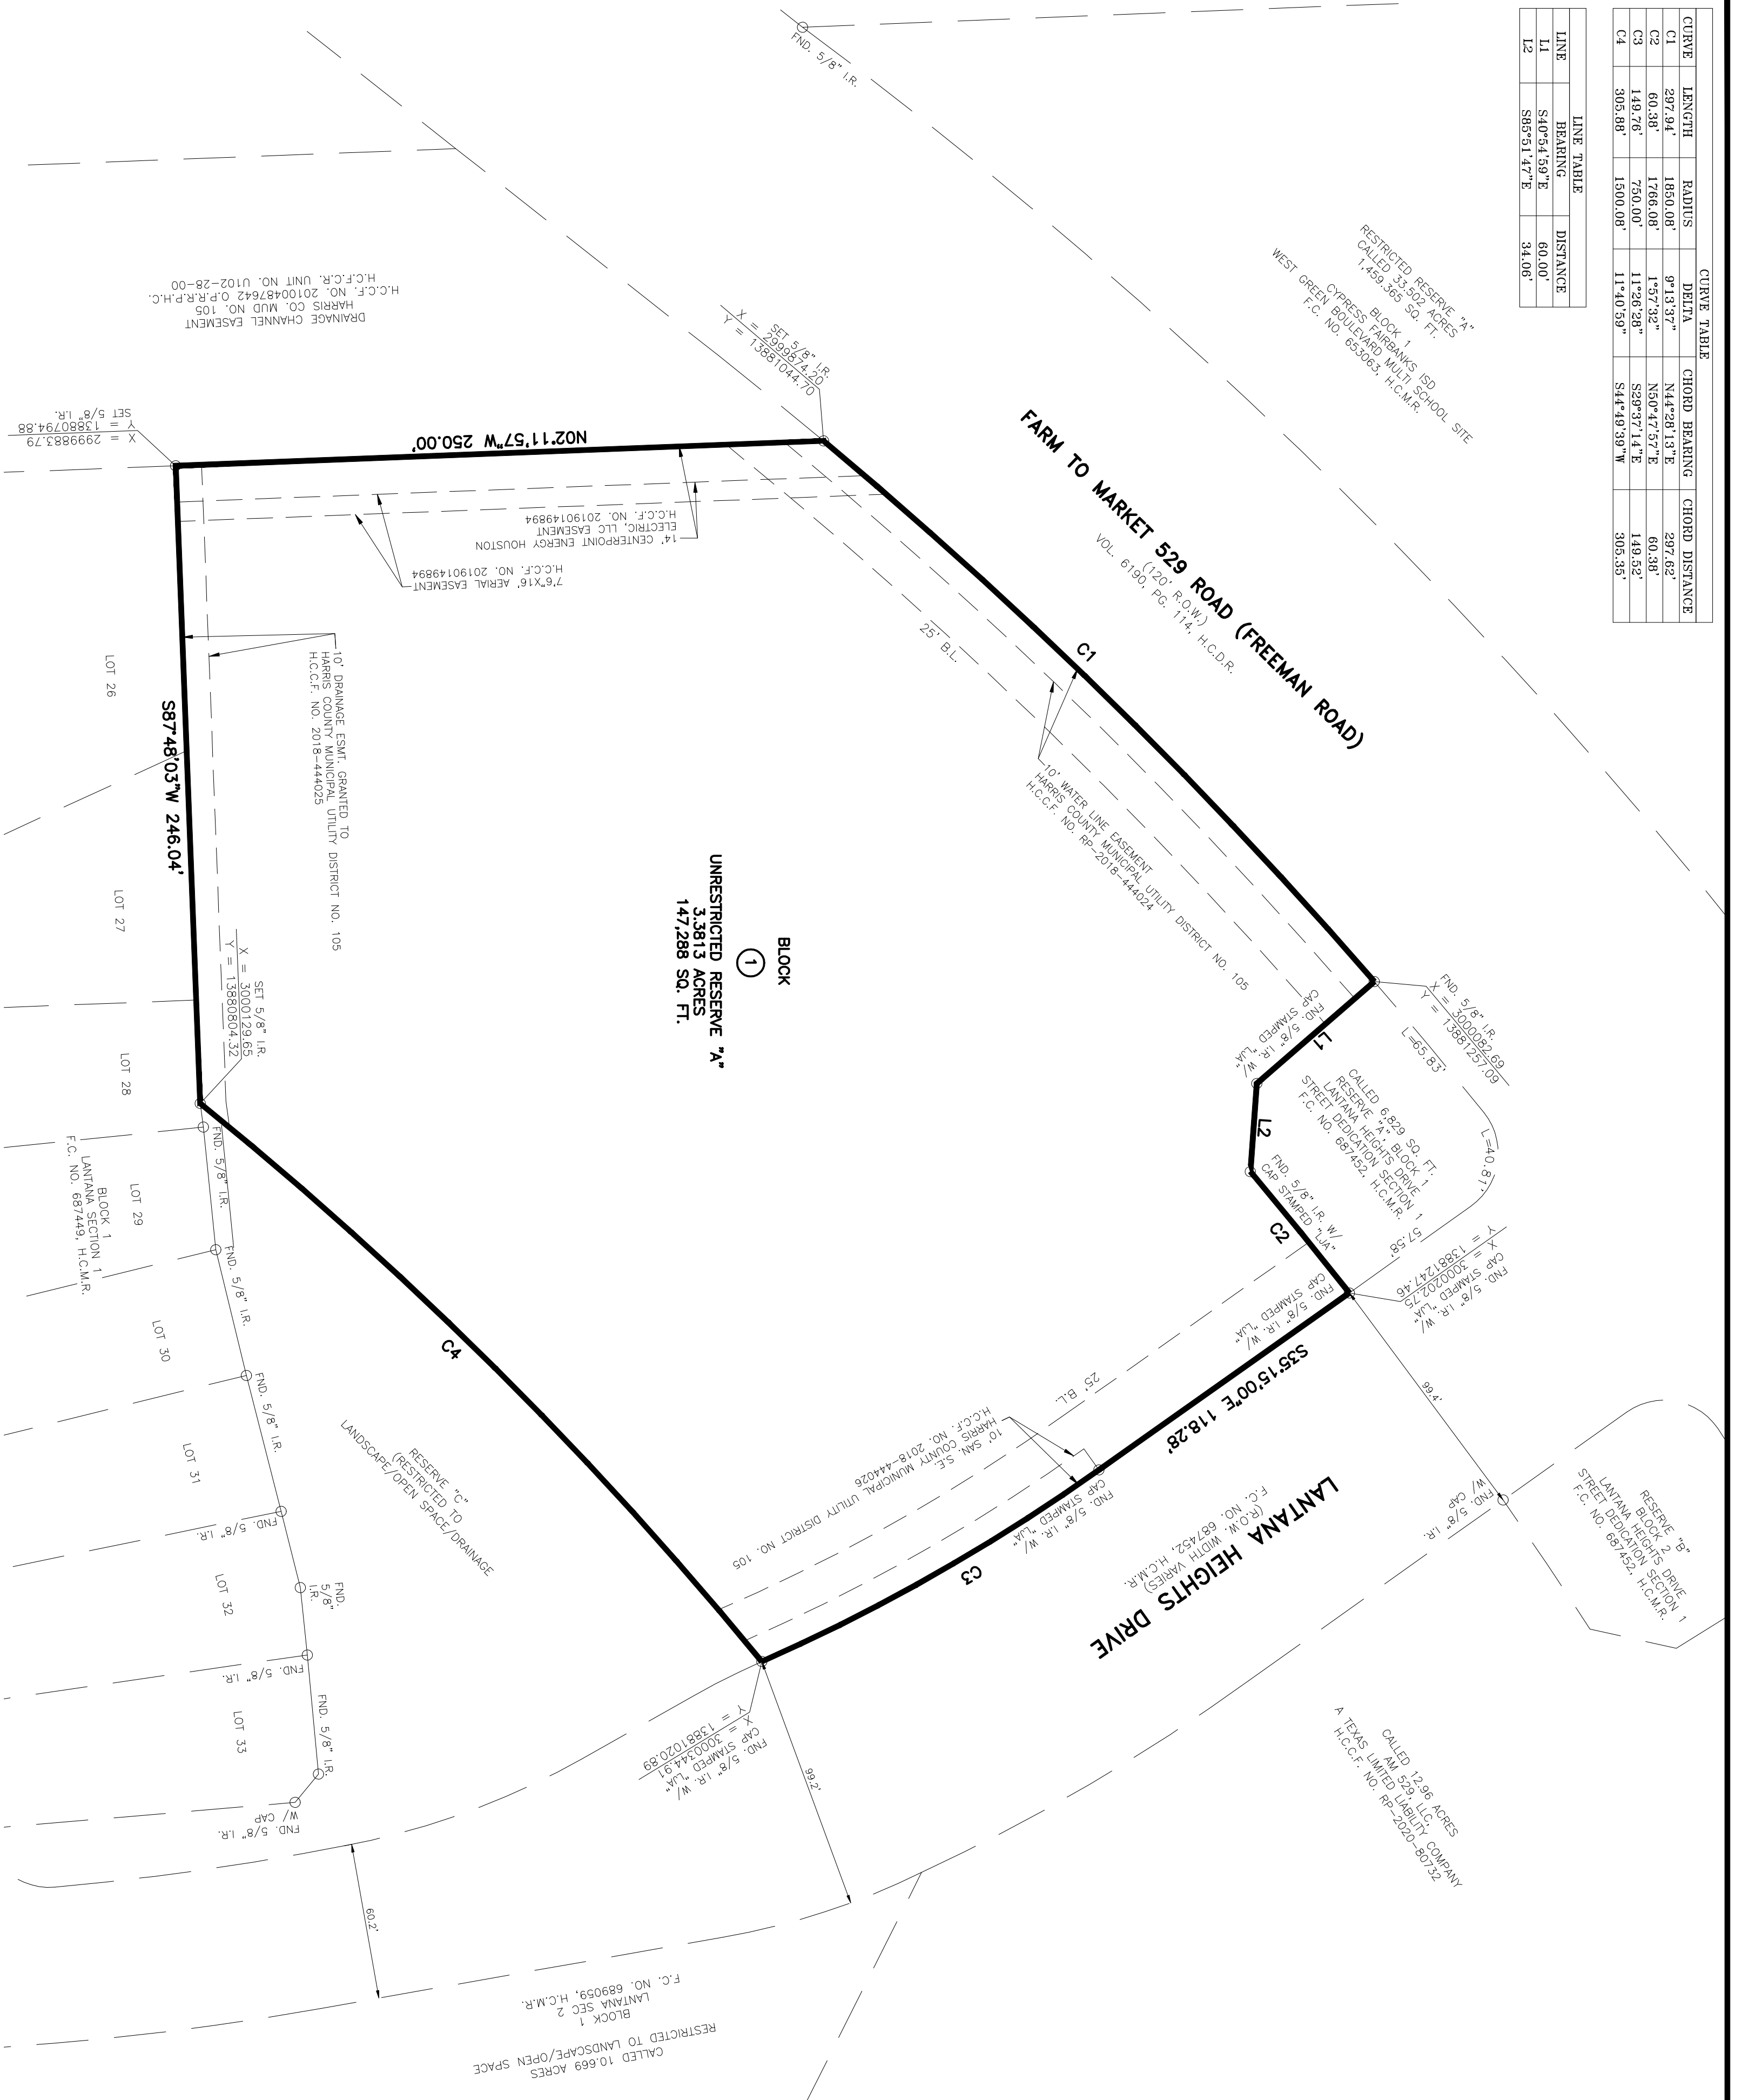 CURVE TABLE
CURVE LENGTH RADIUS DELTA CHORD BEARING CHORD DISTANCE
C1 297.94' 1850.08' 9°13'37" N44°28'13"E 297.62'
C2 60.38' 1766.08' 1°57'32" N50°47'57"E 60.38'
C3 149.76' 750.00' 11°26'28" S29°37'14"E 149.52'
C4 305.88' 1500.08' 11°40'59" S44°49'39"W 305.35'
LINE TABLE
LINE BEARING DISTANCE
L1 S40°54'59"E 60.00'
L2 S85°51'47"E 34.06'
RESTRICTED RESERVE "A"
CALLED 33.502 ACRES
1,459,365 SQ. FT.
BLOCK 1
CYPRESS FAIRBANKS ISD
WEST GREEN BOULEVARD MULTI SCHOOL SITE
F.C. NO. 653063, H.C.M.R.
FND. 5/8" I.R.
FARM TO MARKET 529 ROAD (FREEMAN ROAD)
(120' R.O.W.)
VOL. 6190, PG. 114, H.C.D.R.
SET 5/8" I.R.
X = 2999874.20
Y = 13881044.70
DRAINAGE CHANNEL EASEMENT
HARRIS CO. MUD NO. 105
H.C.C.F. NO. 20100487642 O.P.R.R.P.H.C.
H.C.F.C.R. UNIT NO. U102-28-00
X = 2999883.79
Y = 13880794.88
SET 5/8" I.R.
N02°11'57"W 250.00'
14' CENTERPOINT ENERGY HOUSTON
ELECTRIC, LLC EASEMENT
H.C.C.F. NO. 20190149894
7'6"X16' AERIAL EASEMENT
H.C.C.F. NO. 20190149894
25' B.L.
C1
10' WATER LINE EASEMENT
HARRIS COUNTY MUNICIPAL UTILITY DISTRICT NO. 105
H.C.C.F. NO. RP-2018-444024
10' DRAINAGE ESMT. GRANTED TO
HARRIS COUNTY MUNICIPAL UTILITY DISTRICT NO. 105
H.C.C.F. NO. 2018-444025
S87°48'03"W 246.04'
LOT 26
LOT 27
LOT 28
LOT 29
LOT 30
LOT 31
LOT 32
LOT 33
BLOCK
1
UNRESTRICTED RESERVE "A"
3.3813 ACRES
147,288 SQ. FT.
SET 5/8" I.R.
X = 3000129.65
Y = 13880804.32
FND. 5/8" I.R.
X = 3000082.69
Y = 13881257.09
L=65.83'
L=40.81'
57.58'
L1
FND. 5/8" I.R. W/
CAP STAMPED "LJA"
L2
FND. 5/8" I.R. W/
CAP STAMPED "LJA"
C2
CALLED 6,829 SQ. FT.
RESERVE "A", BLOCK 1
LANTANA HEIGHTS DRIVE
STREET DEDICATION SECTION 1
F.C. NO. 687452, H.C.M.R.
FND. 5/8" I.R. W/
CAP STAMPED "LJA"
X = 3000202.75
Y = 13881247.46
FND. 5/8" I.R. W/
CAP STAMPED "LJA"
S35°15'00"E 118.28'
25' B.L.
10' SAN. S.E.
HARRIS COUNTY MUNICIPAL UTILITY DISTRICT NO. 105
H.C.C.F. NO. 2018-444026
FND. 5/8" I.R. W/
CAP STAMPED "LJA"
C3
LANTANA HEIGHTS DRIVE
(R.O.W. WIDTH VARIES)
F.C. NO. 687452, H.C.M.R.
99.4'
FND. 5/8" I.R.
W/ CAP
RESERVE "B"
BLOCK 2
LANTANA HEIGHTS DRIVE
STREET DEDICATION SECTION 1
F.C. NO. 687452, H.C.M.R.
C4
BLOCK 1
LANTANA SECTION 1
F.C. NO. 687449, H.C.M.R.
FND. 5/8" I.R.
FND. 5/8" I.R.
FND. 5/8" I.R.
FND. 5/8" I.R.
FND.
5/8"
I.R.
FND. 5/8" I.R.
FND. 5/8" I.R.
FND. 5/8" I.R.
W/ CAP
RESERVE "C"
(RESTRICTED TO
LANDSCAPE/OPEN SPACE/DRAINAGE
FND. 5/8" I.R. W/
CAP STAMPED "LJA"
X = 3000344.91
Y = 13881020.89
99.2'
60.2'
CALLED 12.96 ACRES
AM 529, LLC,
A TEXAS LIMITED LIABILITY COMPANY
H.C.C.F. NO. RP-2020-80732
CALLED 10.669 ACRES
RESTRICTED TO LANDSCAPE/OPEN SPACE
BLOCK 1
LANTANA SEC 2
F.C. NO. 689059, H.C.M.R.